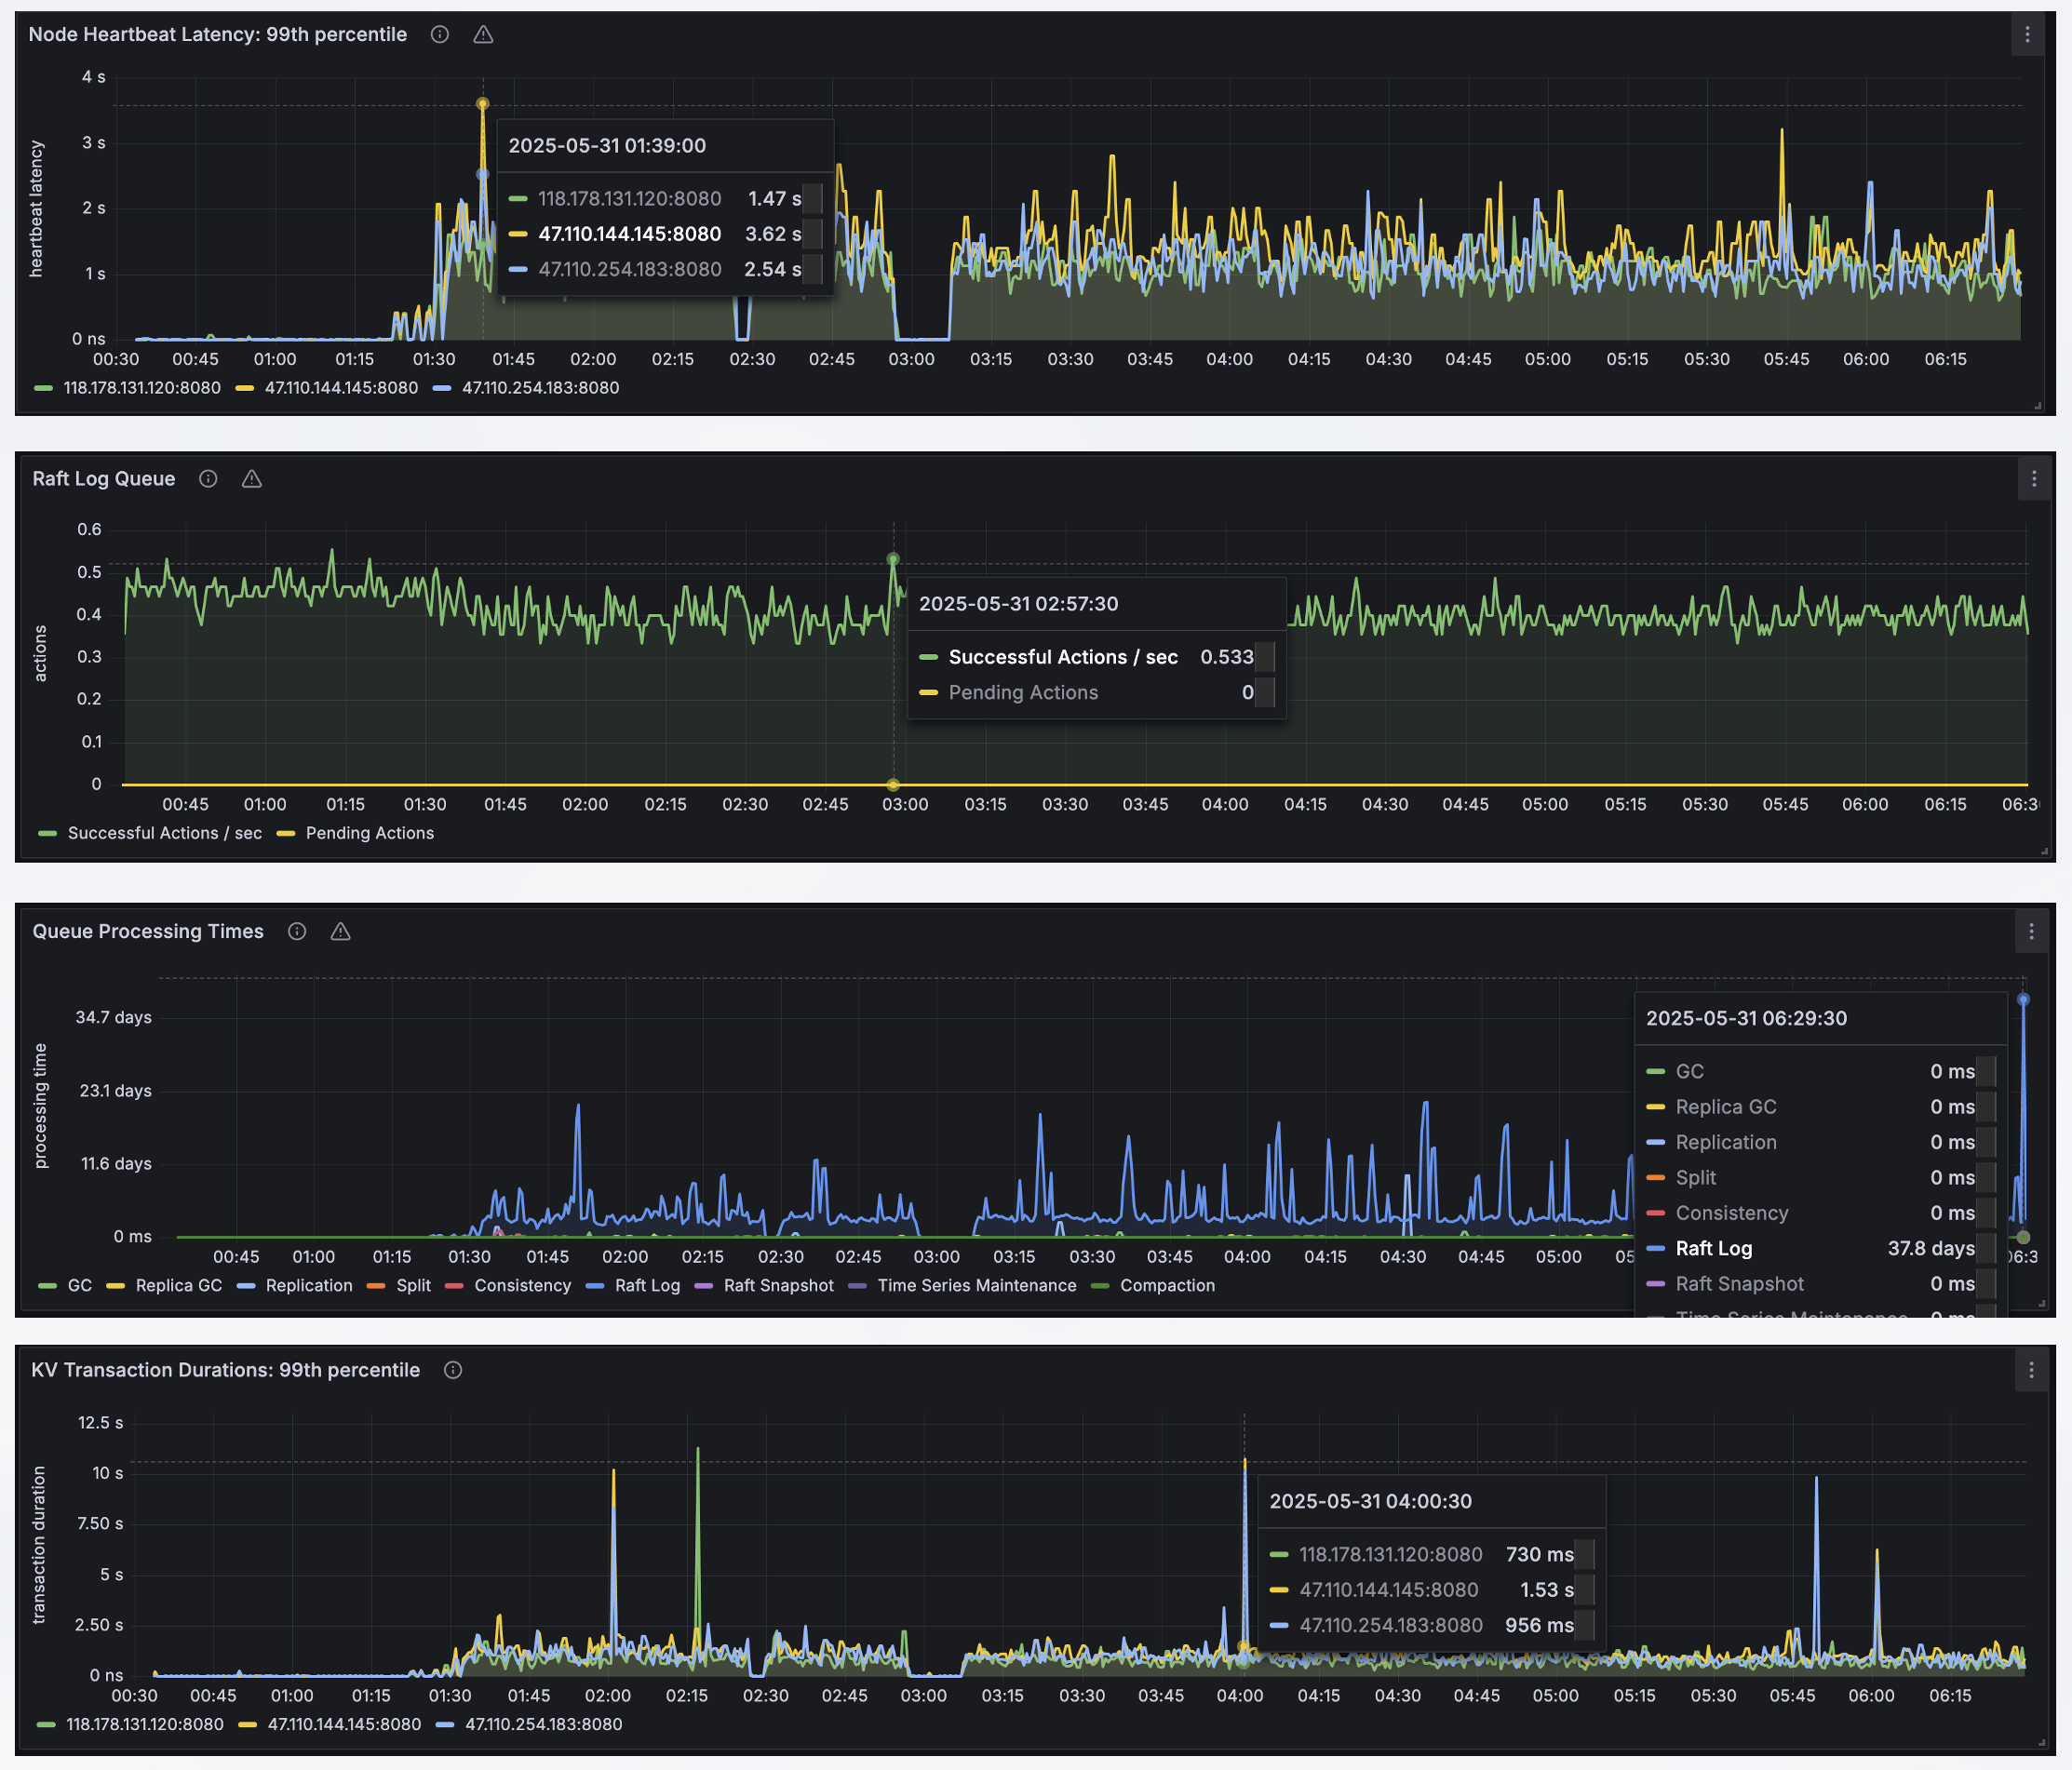 Node Heartbeat Latency: 99th percentile
4 s
3 s
2 s
1 s
0 ns
heartbeat latency
2025-05-31 01:39:00
118.178.131.120:8080 1.47 s
47.110.144.145:8080 3.62 s
47.110.254.183:8080 2.54 s
00:30 00:45 01:00 01:15 01:30 01:45 02:00 02:15 02:30 02:45 03:00 03:15 03:30 03:45 04:00 04:15 04:30 04:45 05:00 05:15 05:30 05:45 06:00 06:15
118.178.131.120:8080 47.110.144.145:8080 47.110.254.183:8080
Raft Log Queue
0.6
0.5
0.4
0.3
0.2
0.1
0
actions
2025-05-31 02:57:30
Successful Actions / sec 0.533
Pending Actions 0
00:45 01:00 01:15 01:30 01:45 02:00 02:15 02:30 02:45 03:00 03:15 03:30 03:45 04:00 04:15 04:30 04:45 05:00 05:15 05:30 05:45 06:00 06:15 06:3
Successful Actions / sec Pending Actions
Queue Processing Times
34.7 days
23.1 days
11.6 days
0 ms
processing time
2025-05-31 06:29:30
GC 0 ms
Replica GC 0 ms
Replication 0 ms
Split 0 ms
Consistency 0 ms
Raft Log 37.8 days
Raft Snapshot 0 ms
Time Series Maintenance 0 ms
00:45 01:00 01:15 01:30 01:45 02:00 02:15 02:30 02:45 03:00 03:15 03:30 03:45 04:00 04:15 04:30 04:45 05:00 05 06:3
GC Replica GC Replication Split Consistency Raft Log Raft Snapshot Time Series Maintenance Compaction
KV Transaction Durations: 99th percentile
12.5 s
10 s
7.50 s
5 s
2.50 s
0 ns
transaction duration
2025-05-31 04:00:30
118.178.131.120:8080 730 ms
47.110.144.145:8080 1.53 s
47.110.254.183:8080 956 ms
00:30 00:45 01:00 01:15 01:30 01:45 02:00 02:15 02:30 02:45 03:00 03:15 03:30 03:45 04:00 04:15 04:30 04:45 05:00 05:15 05:30 05:45 06:00 06:15
118.178.131.120:8080 47.110.144.145:8080 47.110.254.183:8080